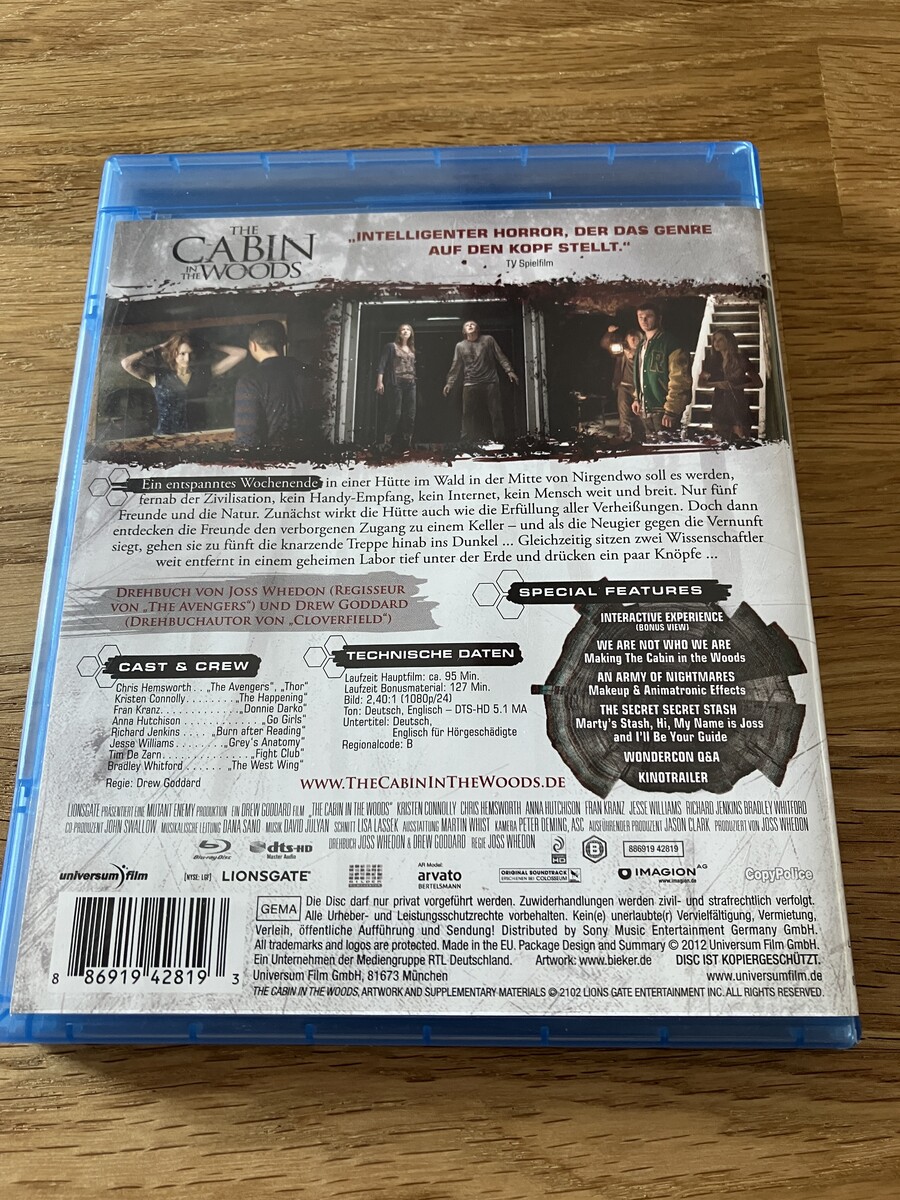 THE
CABIN
IN THE WOODS
„INTELLIGENTER HORROR, DER DAS GENRE
AUF DEN KOPF STELLT."
TV Spielfilm
Ein entspanntes Wochenende in einer Hütte im Wald in der Mitte von Nirgendwo soll es werden,
fernab der Zivilisation, kein Handy-Empfang, kein Internet, kein Mensch weit und breit. Nur fünf
Freunde und die Natur. Zunächst wirkt die Hütte auch wie die Erfüllung aller Verheißungen. Doch dann
entdecken die Freunde den verborgenen Zugang zu einem Keller – und als die Neugier gegen die Vernunft
siegt, gehen sie zu fünft die knarzende Treppe hinab ins Dunkel ... Gleichzeitig sitzen zwei Wissenschaftler
weit entfernt in einem geheimen Labor tief unter der Erde und drücken ein paar Knöpfe ...
DREHBUCH VON JOSS WHEDON (REGISSEUR
VON „THE AVENGERS") UND DREW GODDARD
(DREHBUCHAUTOR VON „CLOVERFIELD")
CAST & CREW
Chris Hemsworth . . „The Avengers", „Thor"
Kristen Connolly . . . . „The Happening"
Fran Kranz . . . . . . . . „Donnie Darko"
Anna Hutchison . . . . . . . . „Go Girls"
Richard Jenkins . . „Burn after Reading"
Jesse Williams . . . . „Grey's Anatomy"
Tim De Zarn . . . . . . . . . „Fight Club"
Bradley Whitford . . . „The West Wing"
Regie: Drew Goddard
TECHNISCHE DATEN
Laufzeit Hauptfilm: ca. 95 Min.
Laufzeit Bonusmaterial: 127 Min.
Bild: 2,40:1 (1080p/24)
Ton: Deutsch, Englisch – DTS-HD 5.1 MA
Untertitel: Deutsch,
Englisch für Hörgeschädigte
Regionalcode: B
SPECIAL FEATURES
INTERACTIVE EXPERIENCE
(BONUS VIEW)
WE ARE NOT WHO WE ARE
Making The Cabin in the Woods
AN ARMY OF NIGHTMARES
Makeup & Animatronic Effects
THE SECRET SECRET STASH
Marty's Stash, Hi, My Name is Joss
and I'll Be Your Guide
WONDERCON Q&A
KINOTRAILER
WWW.THECABININTHEWOODS.DE
LIONSGATE PRÄSENTIERT EINE MUTANT ENEMY PRODUKTION EIN DREW GODDARD FILM „THE CABIN IN THE WOODS" KRISTEN CONNOLLY CHRIS HEMSWORTH ANNA HUTCHISON FRAN KRANZ JESSE WILLIAMS RICHARD JENKINS BRADLEY WHITFORD
CO PRODUZENT JOHN SWALLOW MUSIKALISCHE LEITUNG DANA SANO MUSIK DAVID JULYAN SCHNITT LISA LASSEK AUSSTATTUNG MARTIN WHIST KAMERA PETER DEMING, ASC AUSFÜHRENDER PRODUZENT JASON CLARK PRODUZIERT VON JOSS WHEDON
DREHBUCH JOSS WHEDON & DREW GODDARD REGIE JOSS WHEDON
Blu-ray Disc
dts-HD
Master Audio
HD
B
886919 42819
universum film
[NYSE: LGF] LIONSGATE
AR Model:
arvato
BERTELSMANN
ORIGINAL SOUNDTRACK
ERSCHIENEN BEI COLOSSEUM
IMAGION AG
www.imagion.de
CopyPolice
8 86919 42819 3
GEMA
Die Disc darf nur privat vorgeführt werden. Zuwiderhandlungen werden zivil- und strafrechtlich verfolgt.
Alle Urheber- und Leistungsschutzrechte vorbehalten. Kein(e) unerlaubte(r) Vervielfältigung, Vermietung,
Verleih, öffentliche Aufführung und Sendung! Distributed by Sony Music Entertainment Germany GmbH.
All trademarks and logos are protected. Made in the EU. Package Design and Summary © 2012 Universum Film GmbH.
Ein Unternehmen der Mediengruppe RTL Deutschland. Artwork: www.bieker.de DISC IST KOPIERGESCHÜTZT.
Universum Film GmbH, 81673 München www.universumfilm.de
THE CABIN IN THE WOODS, ARTWORK AND SUPPLEMENTARY MATERIALS © 2102 LIONS GATE ENTERTAINMENT INC. ALL RIGHTS RESERVED.